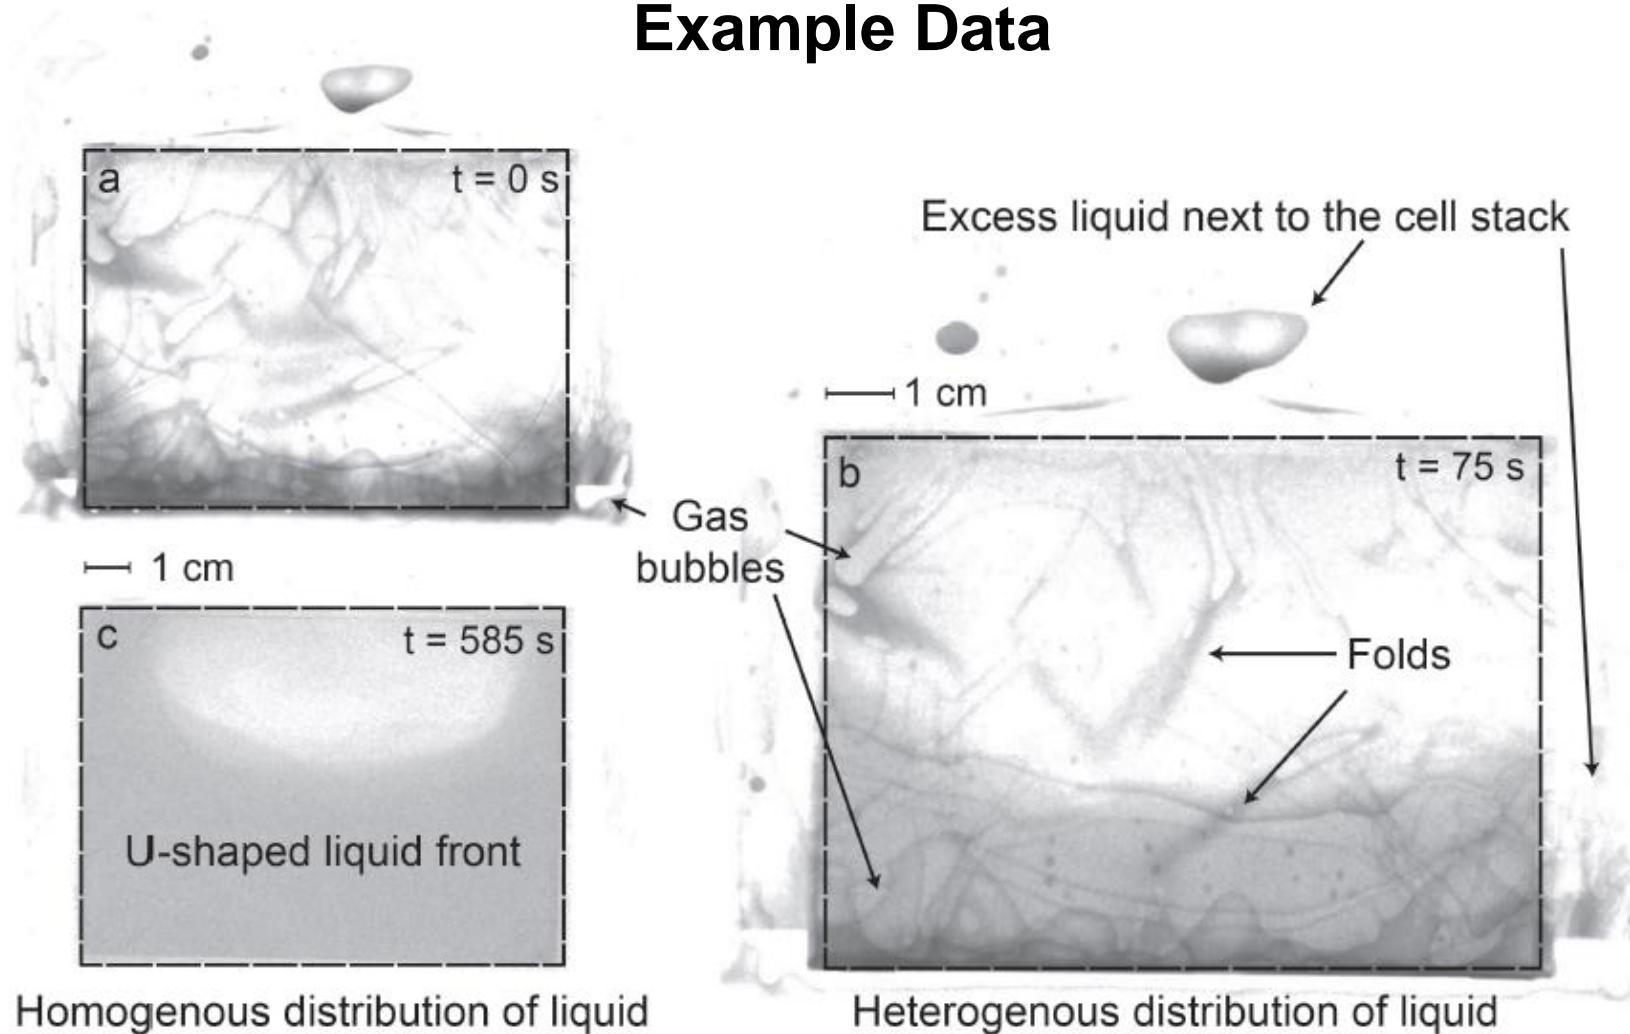 Example Data
a
t = 0 s
Excess liquid next to the cell stack
1 cm
b
t = 75 s
Gas
bubbles
1 cm
c
t = 585 s
Folds
U-shaped liquid front
Homogenous distribution of liquid
Heterogenous distribution of liquid